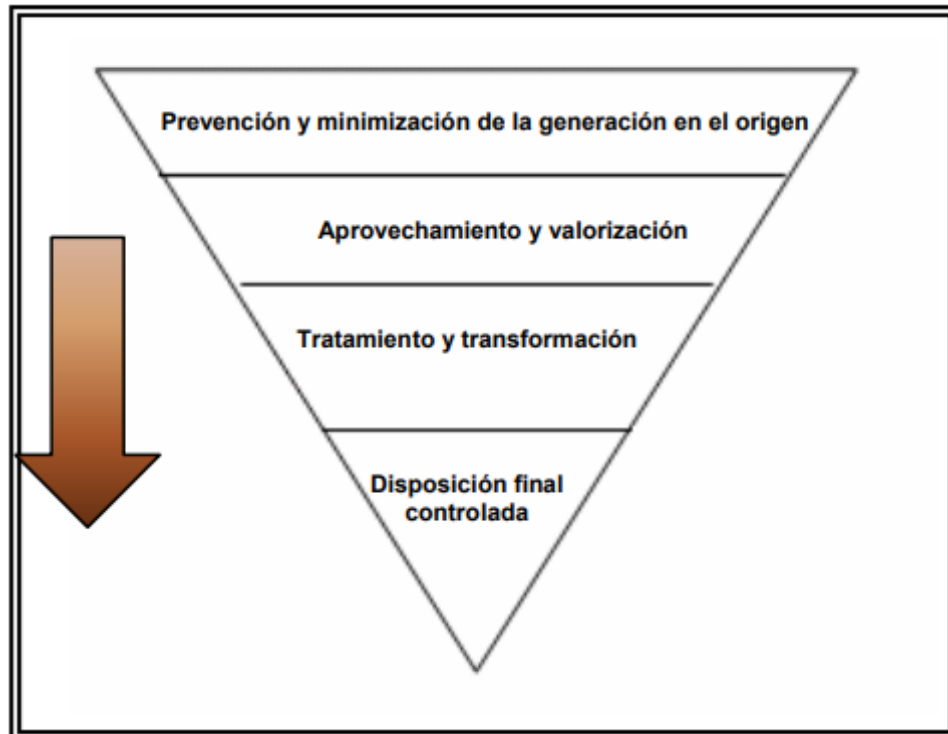 Prevención y minimización de la generación en el origen
Aprovechamiento y valorización
Tratamiento y transformación
Disposición final
controlada